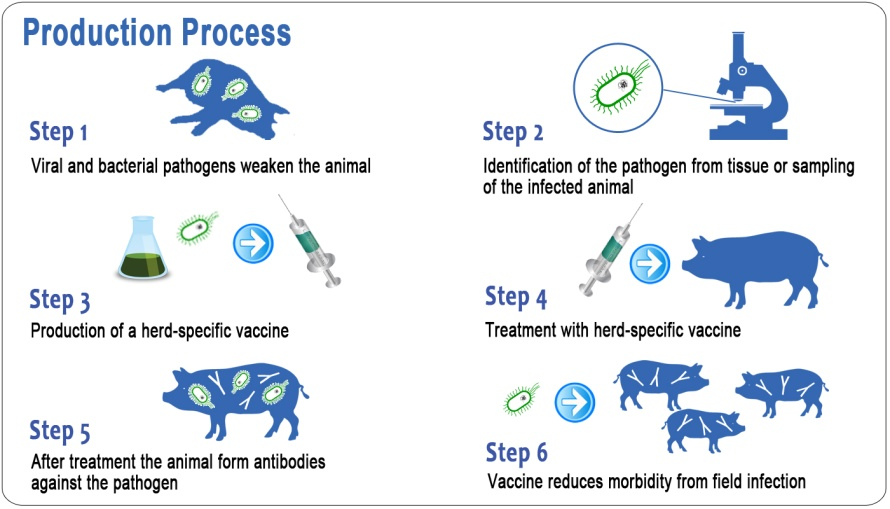 Production Process
Step 1
Viral and bacterial pathogens weaken the animal
Step 2
Identification of the pathogen from tissue or sampling
of the infected animal
Step 3
Production of a herd-specific vaccine
Step 4
Treatment with herd-specific vaccine
Step 5
After treatment the animal form antibodies
against the pathogen
Step 6
Vaccine reduces morbidity from field infection